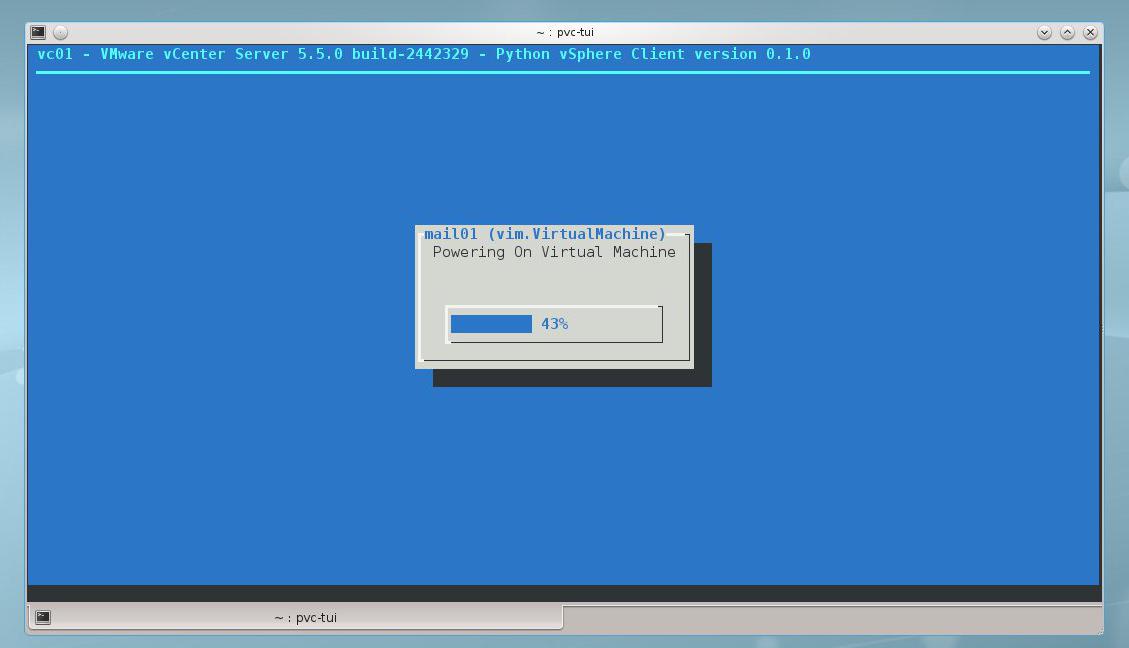 ~ : pvc-tui
vc01 - VMware vCenter Server 5.5.0 build-2442329 - Python vSphere Client version 0.1.0
mail01 (vim.VirtualMachine)
Powering On Virtual Machine
43%
~ : pvc-tui